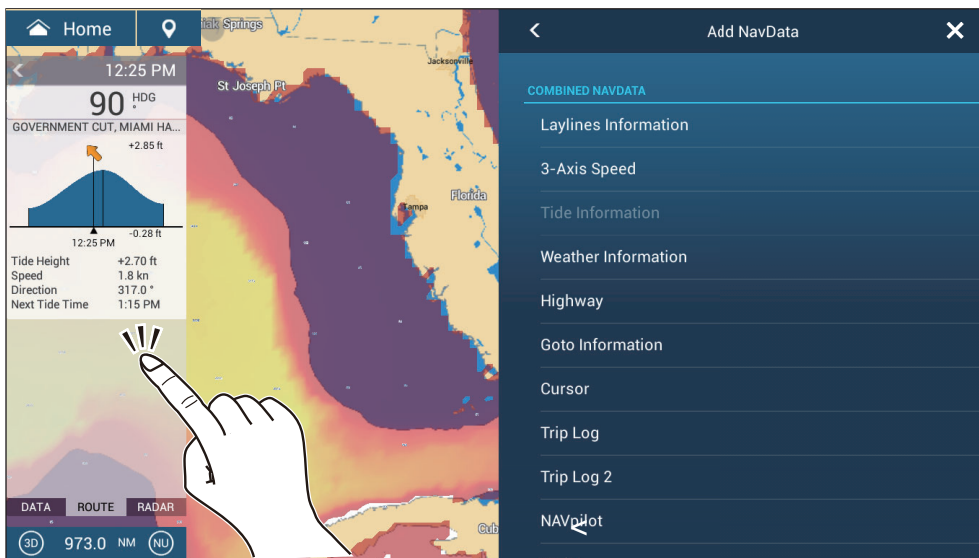 Home
12:25 PM
90 HDG °
GOVERNMENT CUT, MIAMI HA...
+2.85 ft
-0.28 ft
12:25 PM
Tide Height +2.70 ft
Speed 1.8 kn
Direction 317.0 °
Next Tide Time 1:15 PM
DATA ROUTE RADAR
3D 973.0 NM NU
Springs
Jacksonville
St Joseph Pt
Florida
Tampa
Cub
Add NavData
COMBINED NAVDATA
Laylines Information
3-Axis Speed
Tide Information
Weather Information
Highway
Goto Information
Cursor
Trip Log
Trip Log 2
NAVpilot